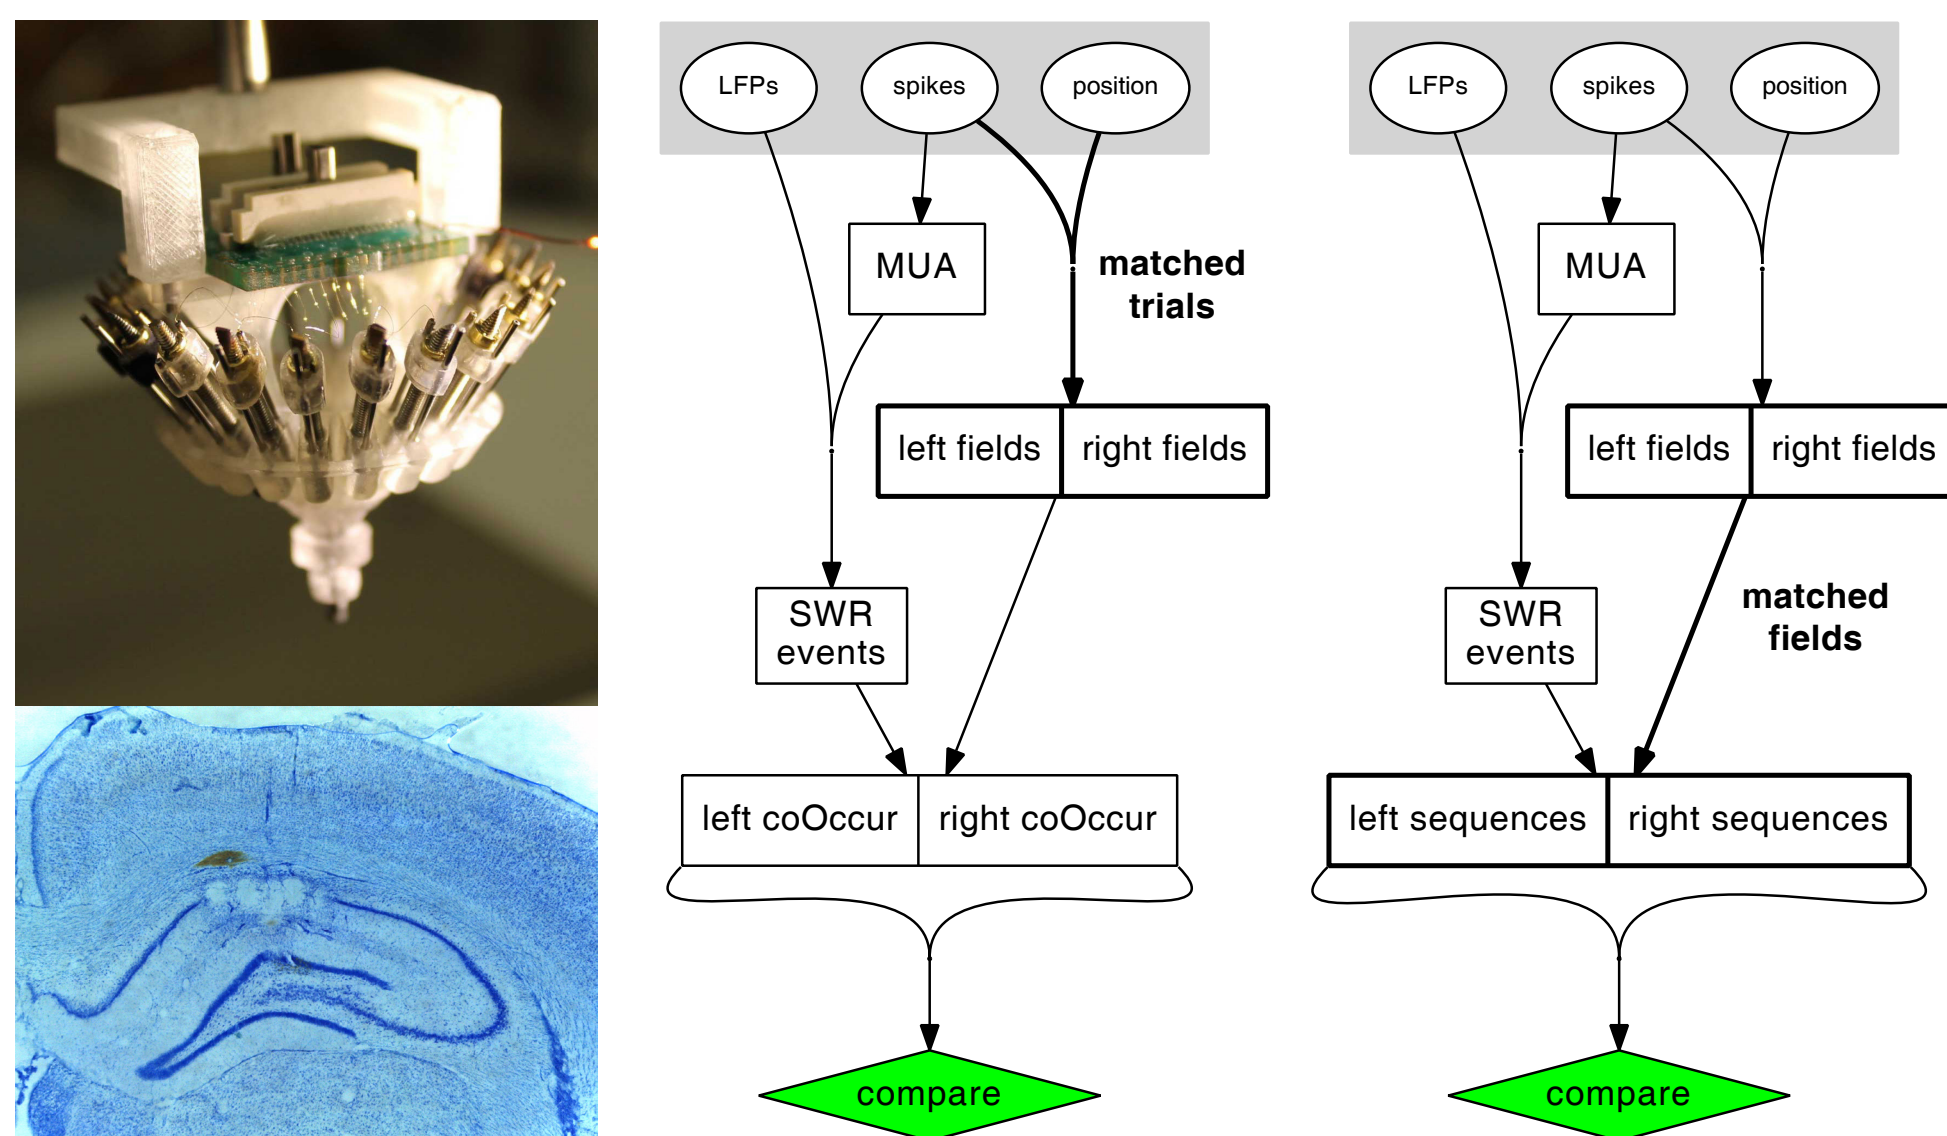 LFPs
spikes
position
MUA
matched
trials
left fields
right fields
SWR
events
left coOccur
right coOccur
compare
LFPs
spikes
position
MUA
left fields
right fields
matched
fields
SWR
events
left sequences
right sequences
compare